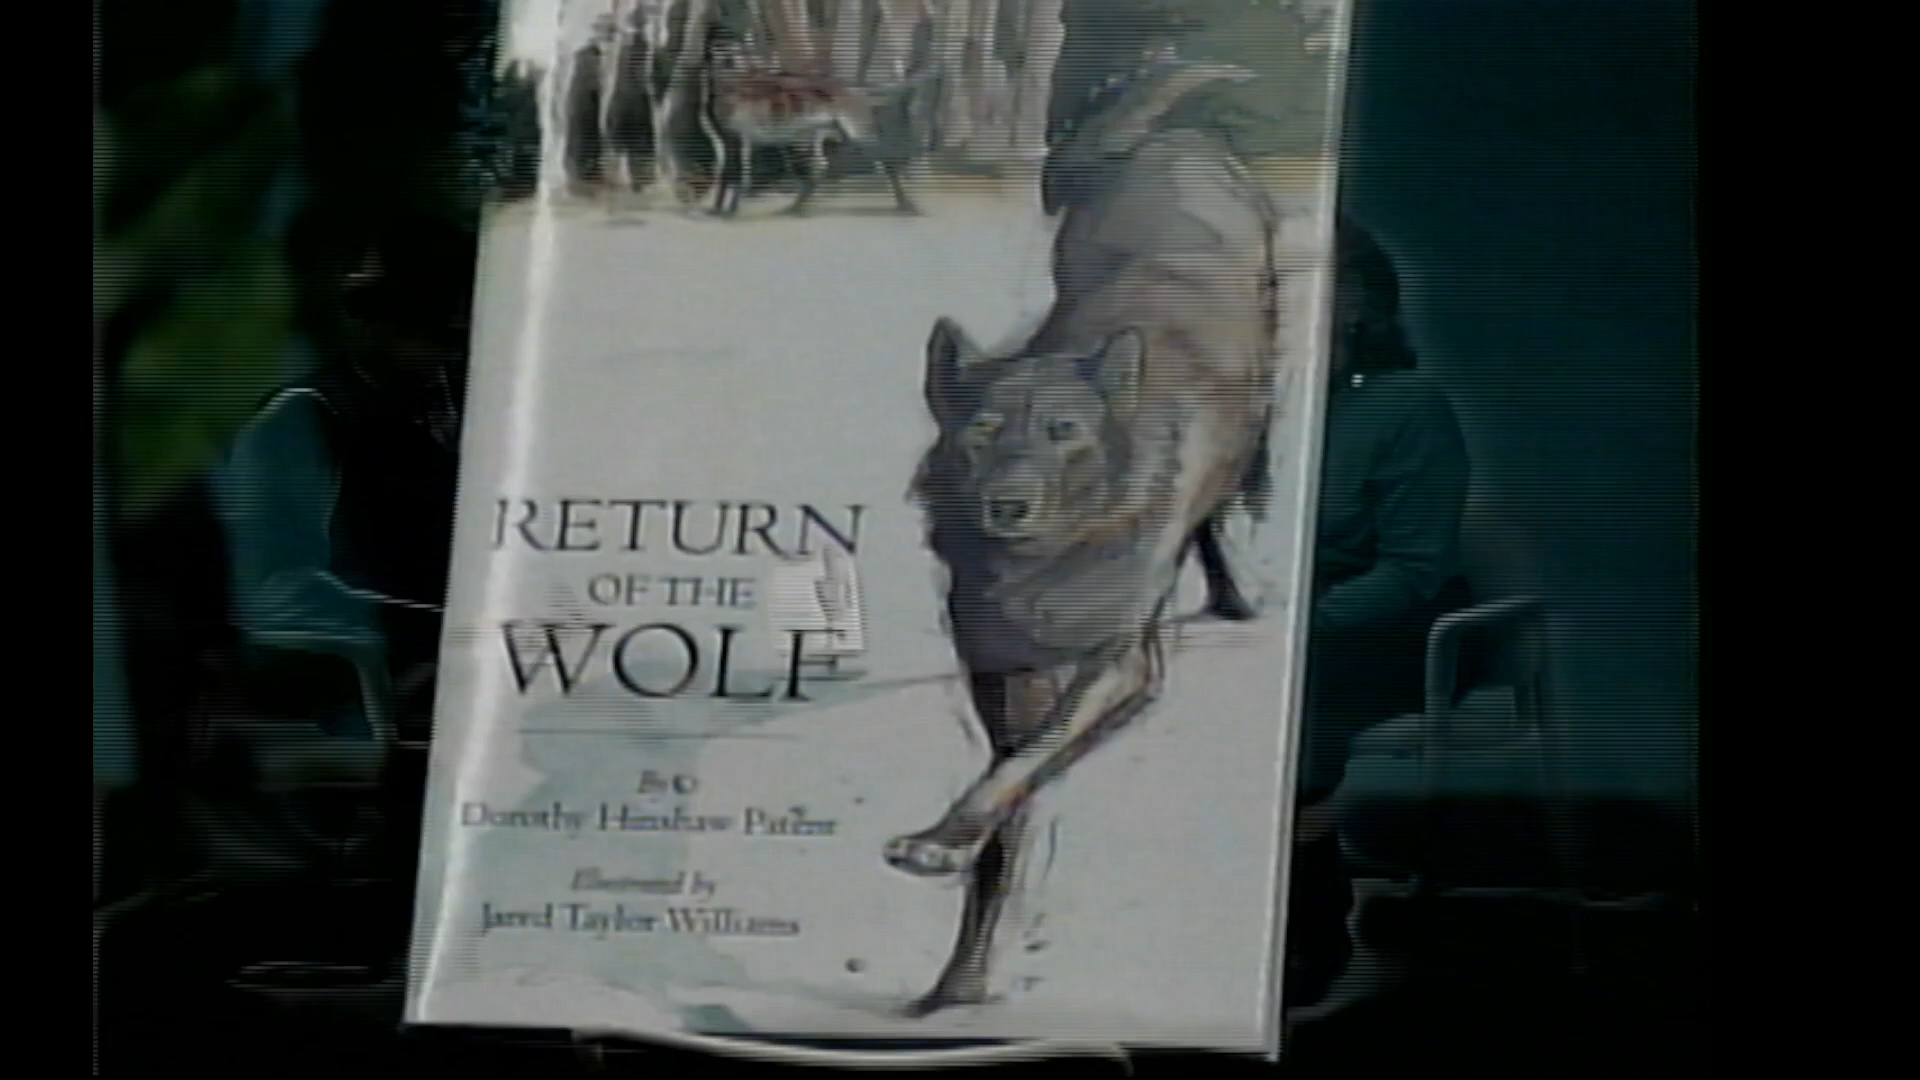 RETURN
OF THE
WOLF
By
Dorothy Hinshaw Patent
Illustrated by
Jared Taylor Williams